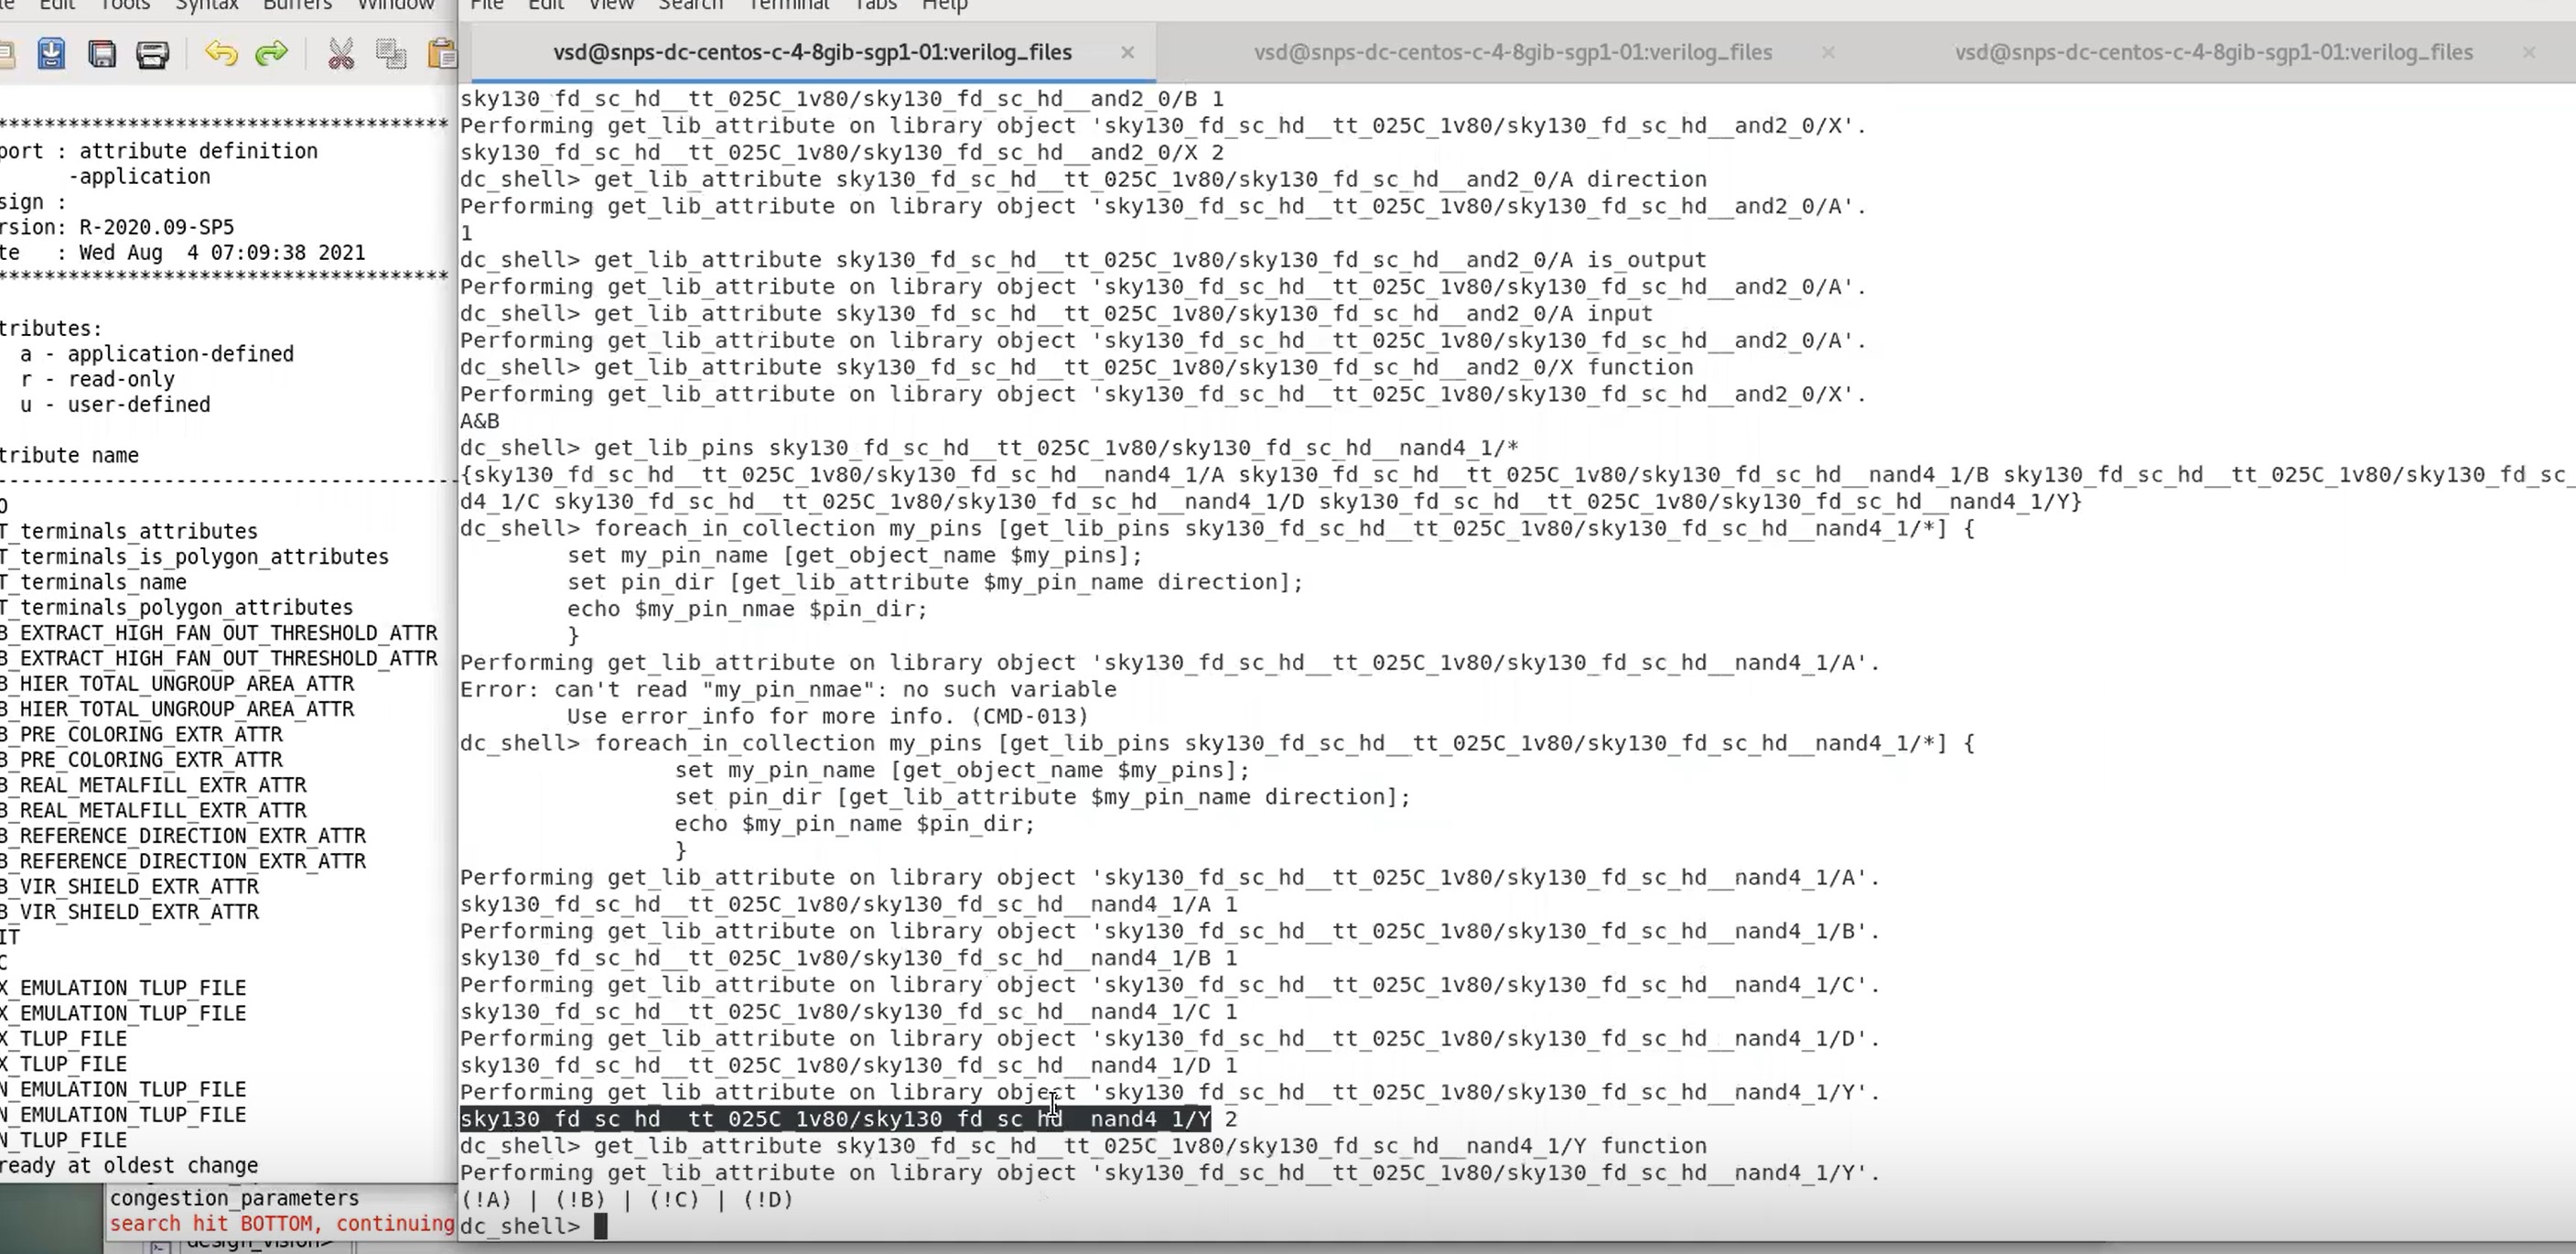 Edit Tools Syntax Buffers Window
port : attribute definition
-application
sign :
rsion: R-2020.09-SP5
te : Wed Aug 4 07:09:38 2021
****************************************
tributes:
a - application-defined
r - read-only
u - user-defined
tribute name
T_terminals_attributes
T_terminals_is_polygon_attributes
T_terminals_name
T_terminals_polygon_attributes
B_EXTRACT_HIGH_FAN_OUT_THRESHOLD_ATTR
B_EXTRACT_HIGH_FAN_OUT_THRESHOLD_ATTR
B_HIER_TOTAL_UNGROUP_AREA_ATTR
B_HIER_TOTAL_UNGROUP_AREA_ATTR
B_PRE_COLORING_EXTR_ATTR
B_PRE_COLORING_EXTR_ATTR
B_REAL_METALFILL_EXTR_ATTR
B_REAL_METALFILL_EXTR_ATTR
B_REFERENCE_DIRECTION_EXTR_ATTR
B_REFERENCE_DIRECTION_EXTR_ATTR
B_VIR_SHIELD_EXTR_ATTR
B_VIR_SHIELD_EXTR_ATTR
IT
C
X_EMULATION_TLUP_FILE
X_EMULATION_TLUP_FILE
X_TLUP_FILE
X_TLUP_FILE
N_EMULATION_TLUP_FILE
N_EMULATION_TLUP_FILE
N_TLUP_FILE
ready at oldest change
congestion_parameters
search hit BOTTOM, continuing
design_vision>
File Edit View Search Terminal Tabs Help
vsd@snps-dc-centos-c-4-8gib-sgp1-01:verilog_files × vsd@snps-dc-centos-c-4-8gib-sgp1-01:verilog_files × vsd@snps-dc-centos-c-4-8gib-sgp1-01:verilog_files ×
sky130_fd_sc_hd__tt_025C_1v80/sky130_fd_sc_hd__and2_0/B 1
Performing get_lib_attribute on library object 'sky130_fd_sc_hd__tt_025C_1v80/sky130_fd_sc_hd__and2_0/X'.
sky130_fd_sc_hd__tt_025C_1v80/sky130_fd_sc_hd__and2_0/X 2
dc_shell> get_lib_attribute sky130_fd_sc_hd__tt_025C_1v80/sky130_fd_sc_hd__and2_0/A direction
Performing get_lib_attribute on library object 'sky130_fd_sc_hd__tt_025C_1v80/sky130_fd_sc_hd__and2_0/A'.
1
dc_shell> get_lib_attribute sky130_fd_sc_hd__tt_025C_1v80/sky130_fd_sc_hd__and2_0/A is_output
Performing get_lib_attribute on library object 'sky130_fd_sc_hd__tt_025C_1v80/sky130_fd_sc_hd__and2_0/A'.
dc_shell> get_lib_attribute sky130_fd_sc_hd__tt_025C_1v80/sky130_fd_sc_hd__and2_0/A input
Performing get_lib_attribute on library object 'sky130_fd_sc_hd__tt_025C_1v80/sky130_fd_sc_hd__and2_0/A'.
dc_shell> get_lib_attribute sky130_fd_sc_hd__tt_025C_1v80/sky130_fd_sc_hd__and2_0/X function
Performing get_lib_attribute on library object 'sky130_fd_sc_hd__tt_025C_1v80/sky130_fd_sc_hd__and2_0/X'.
A&B
dc_shell> get_lib_pins sky130_fd_sc_hd__tt_025C_1v80/sky130_fd_sc_hd__nand4_1/*
{sky130_fd_sc_hd__tt_025C_1v80/sky130_fd_sc_hd__nand4_1/A sky130_fd_sc_hd__tt_025C_1v80/sky130_fd_sc_hd__nand4_1/B sky130_fd_sc_hd__tt_025C_1v80/sky130_fd_sc_
d4_1/C sky130_fd_sc_hd__tt_025C_1v80/sky130_fd_sc_hd__nand4_1/D sky130_fd_sc_hd__tt_025C_1v80/sky130_fd_sc_hd__nand4_1/Y}
dc_shell> foreach_in_collection my_pins [get_lib_pins sky130_fd_sc_hd__tt_025C_1v80/sky130_fd_sc_hd__nand4_1/*] {
set my_pin_name [get_object_name $my_pins];
set pin_dir [get_lib_attribute $my_pin_name direction];
echo $my_pin_nmae $pin_dir;
}
Performing get_lib_attribute on library object 'sky130_fd_sc_hd__tt_025C_1v80/sky130_fd_sc_hd__nand4_1/A'.
Error: can't read "my_pin_nmae": no such variable
Use error_info for more info. (CMD-013)
dc_shell> foreach_in_collection my_pins [get_lib_pins sky130_fd_sc_hd__tt_025C_1v80/sky130_fd_sc_hd__nand4_1/*] {
set my_pin_name [get_object_name $my_pins];
set pin_dir [get_lib_attribute $my_pin_name direction];
echo $my_pin_name $pin_dir;
}
Performing get_lib_attribute on library object 'sky130_fd_sc_hd__tt_025C_1v80/sky130_fd_sc_hd__nand4_1/A'.
sky130_fd_sc_hd__tt_025C_1v80/sky130_fd_sc_hd__nand4_1/A 1
Performing get_lib_attribute on library object 'sky130_fd_sc_hd__tt_025C_1v80/sky130_fd_sc_hd__nand4_1/B'.
sky130_fd_sc_hd__tt_025C_1v80/sky130_fd_sc_hd__nand4_1/B 1
Performing get_lib_attribute on library object 'sky130_fd_sc_hd__tt_025C_1v80/sky130_fd_sc_hd__nand4_1/C'.
sky130_fd_sc_hd__tt_025C_1v80/sky130_fd_sc_hd__nand4_1/C 1
Performing get_lib_attribute on library object 'sky130_fd_sc_hd__tt_025C_1v80/sky130_fd_sc_hd__nand4_1/D'.
sky130_fd_sc_hd__tt_025C_1v80/sky130_fd_sc_hd__nand4_1/D 1
Performing get_lib_attribute on library object 'sky130_fd_sc_hd__tt_025C_1v80/sky130_fd_sc_hd__nand4_1/Y'.
sky130_fd_sc_hd__tt_025C_1v80/sky130_fd_sc_hd__nand4_1/Y 2
dc_shell> get_lib_attribute sky130_fd_sc_hd__tt_025C_1v80/sky130_fd_sc_hd__nand4_1/Y function
Performing get_lib_attribute on library object 'sky130_fd_sc_hd__tt_025C_1v80/sky130_fd_sc_hd__nand4_1/Y'.
(!A) | (!B) | (!C) | (!D)
dc_shell>